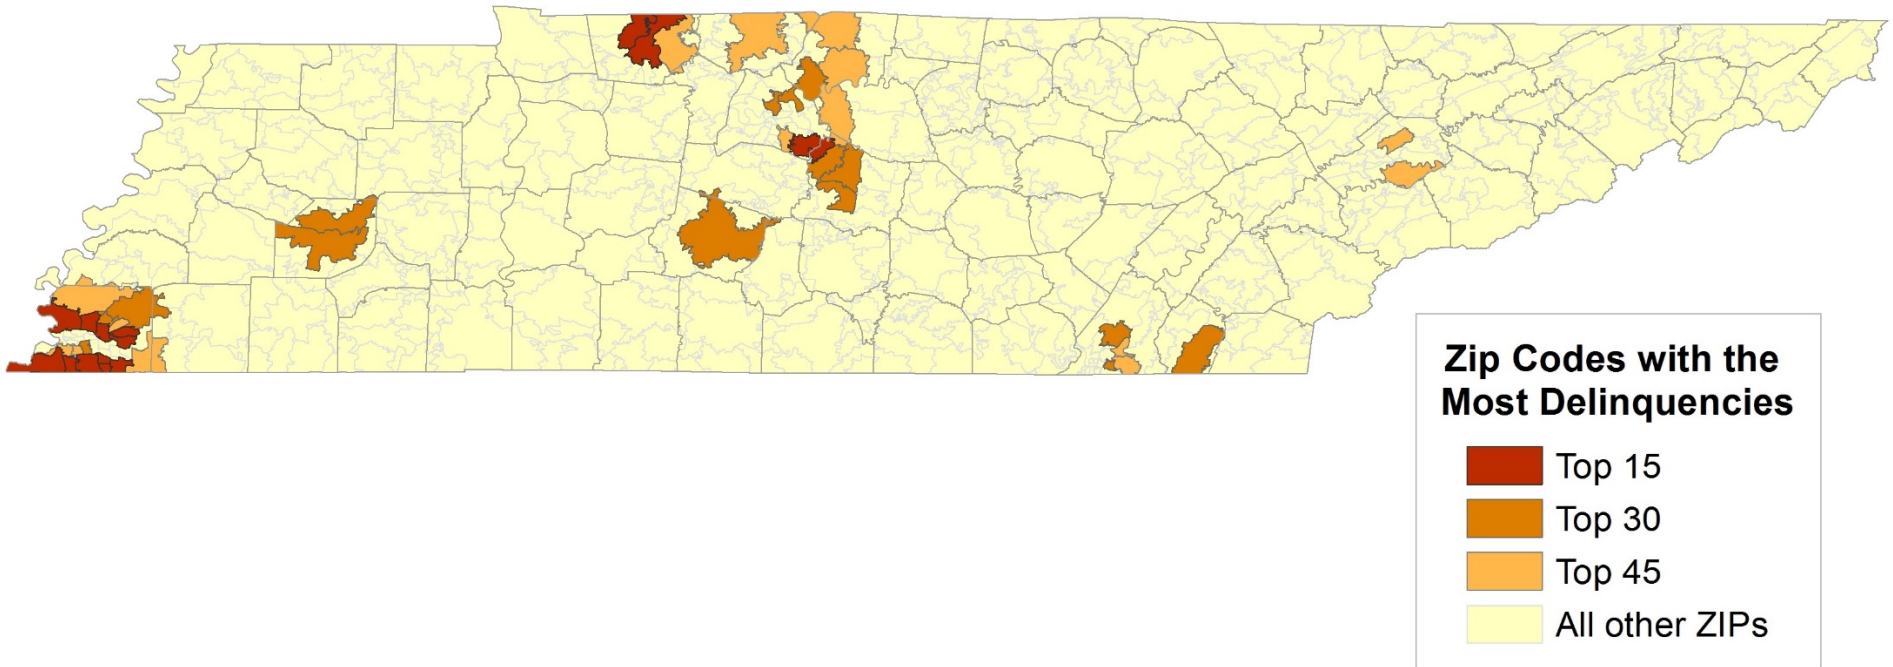 Zip Codes with the
Most Delinquencies
Top 15
Top 30
Top 45
All other ZIPs